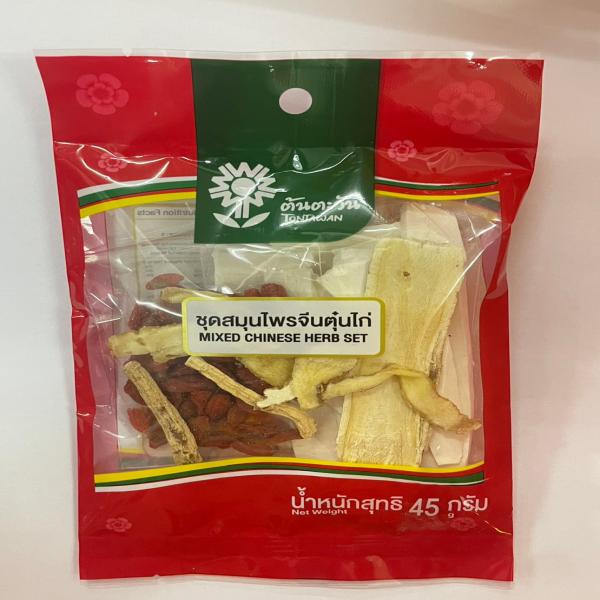 ต้นตะวัน
TONTAWAN
Nutrition Facts
ชุดสมุนไพรจีนตุ๋นไก่
MIXED CHINESE HERB SET
น้ำหนักสุทธิ 45 กรัม
Net Weight g